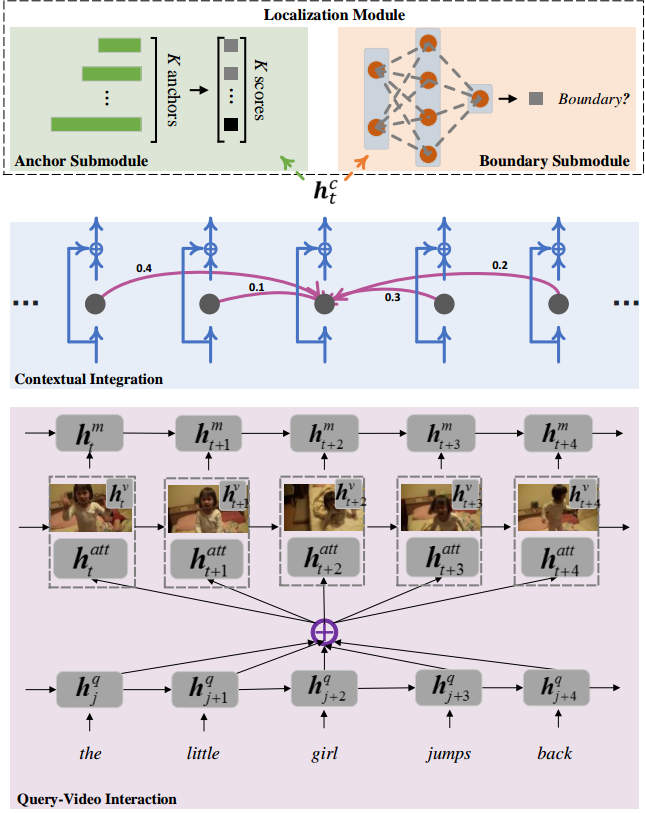 Localization Module
K anchors
K scores
...
...
Boundary?
Anchor Submodule
Boundary Submodule
h_t^c
0.4
0.1
0.3
0.2
...
...
Contextual Integration
h_t^m
h_{t+1}^m
h_{t+2}^m
h_{t+3}^m
h_{t+4}^m
h_t^v
h_{t+1}^v
h_{t+2}^v
h_{t+3}^v
h_{t+4}^v
h_t^{att}
h_{t+1}^{att}
h_{t+2}^{att}
h_{t+3}^{att}
h_{t+4}^{att}
h_j^q
h_{j+1}^q
h_{j+2}^q
h_{j+3}^q
h_{j+4}^q
the little girl jumps back
Query-Video Interaction